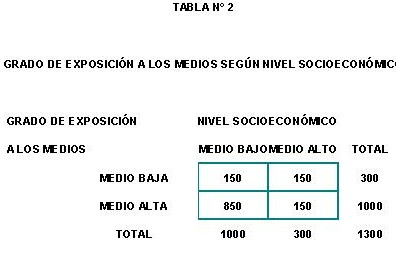 TABLA Nº 2
GRADO DE EXPOSICIÓN A LOS MEDIOS SEGÚN NIVEL SOCIOECONÓMIC
GRADO DE EXPOSICIÓN NIVEL SOCIOECONÓMICO
A LOS MEDIOS MEDIO BAJO MEDIO ALTO TOTAL
MEDIO BAJA 150 150 300
MEDIO ALTA 850 150 1000
TOTAL 1000 300 1300